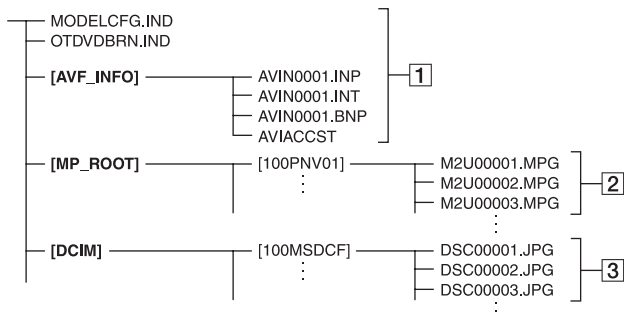 MODELCFG.IND
OTDVDBRN.IND
[AVF_INFO] AVIN0001.INP
AVIN0001.INT
AVIN0001.BNP
AVIACCST
1
[MP_ROOT] [100PNV01] M2U00001.MPG
M2U00002.MPG
M2U00003.MPG
2
[DCIM] [100MSDCF] DSC00001.JPG
DSC00002.JPG
DSC00003.JPG
3